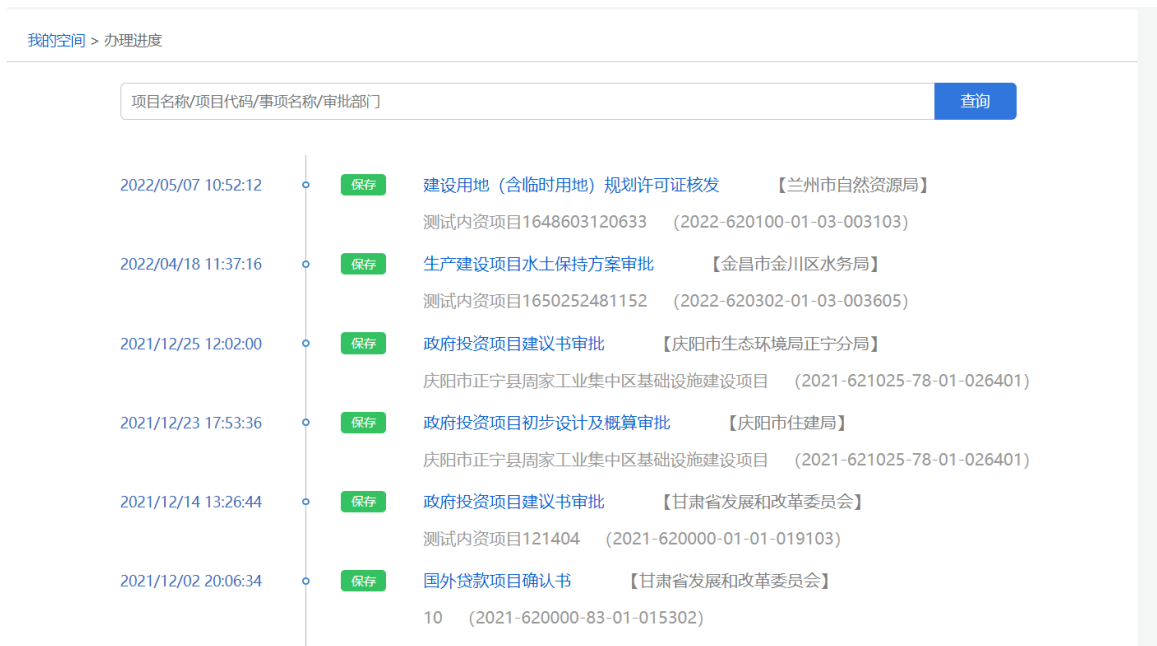 我的空间 > 办理进度
项目名称/项目代码/事项名称/审批部门 查询
2022/05/07 10:52:12 保存 建设用地（含临时用地）规划许可证核发 【兰州市自然资源局】
测试内资项目1648603120633 （2022-620100-01-03-003103）
2022/04/18 11:37:16 保存 生产建设项目水土保持方案审批 【金昌市金川区水务局】
测试内资项目1650252481152 （2022-620302-01-03-003605）
2021/12/25 12:02:00 保存 政府投资项目建议书审批 【庆阳市生态环境局正宁分局】
庆阳市正宁县周家工业集中区基础设施建设项目 （2021-621025-78-01-026401）
2021/12/23 17:53:36 保存 政府投资项目初步设计及概算审批 【庆阳市住建局】
庆阳市正宁县周家工业集中区基础设施建设项目 （2021-621025-78-01-026401）
2021/12/14 13:26:44 保存 政府投资项目建议书审批 【甘肃省发展和改革委员会】
测试内资项目121404 （2021-620000-01-01-019103）
2021/12/02 20:06:34 保存 国外贷款项目确认书 【甘肃省发展和改革委员会】
10 （2021-620000-83-01-015302）